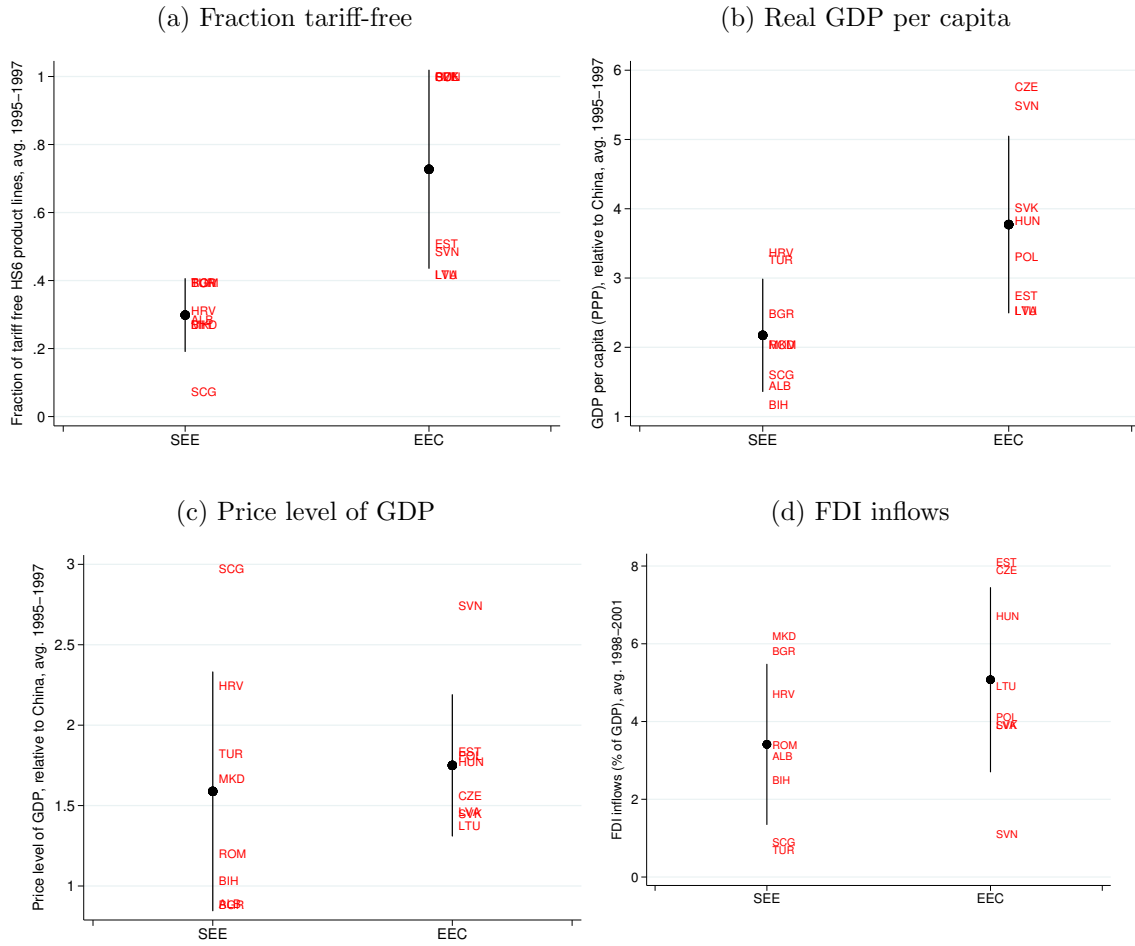 (a) Fraction tariff-free
Fraction of tariff free HS6 product lines, avg. 1995−1997
1
.8
.6
.4
.2
0
HRV
ALB
MKD
SCG
EST
SVN
LTU
SEE
EEC
(b) Real GDP per capita
GDP per capita (PPP), relative to China, avg. 1995−1997
6
5
4
3
2
1
HRV
TUR
BGR
SCG
ALB
BIH
CZE
SVN
SVK
HUN
POL
EST
SEE
EEC
(c) Price level of GDP
Price level of GDP, relative to China, avg. 1995−1997
3
2.5
2
1.5
1
SCG
HRV
TUR
MKD
ROM
BIH
ALB
BGR
SVN
EST
POL
HUN
CZE
LVA
SVK
LTU
SEE
EEC
(d) FDI inflows
FDI inflows (% of GDP), avg. 1998−2001
8
6
4
2
0
MKD
BGR
HRV
ROM
ALB
BIH
SCG
TUR
EST
CZE
HUN
LTU
POL
SVN
SEE
EEC